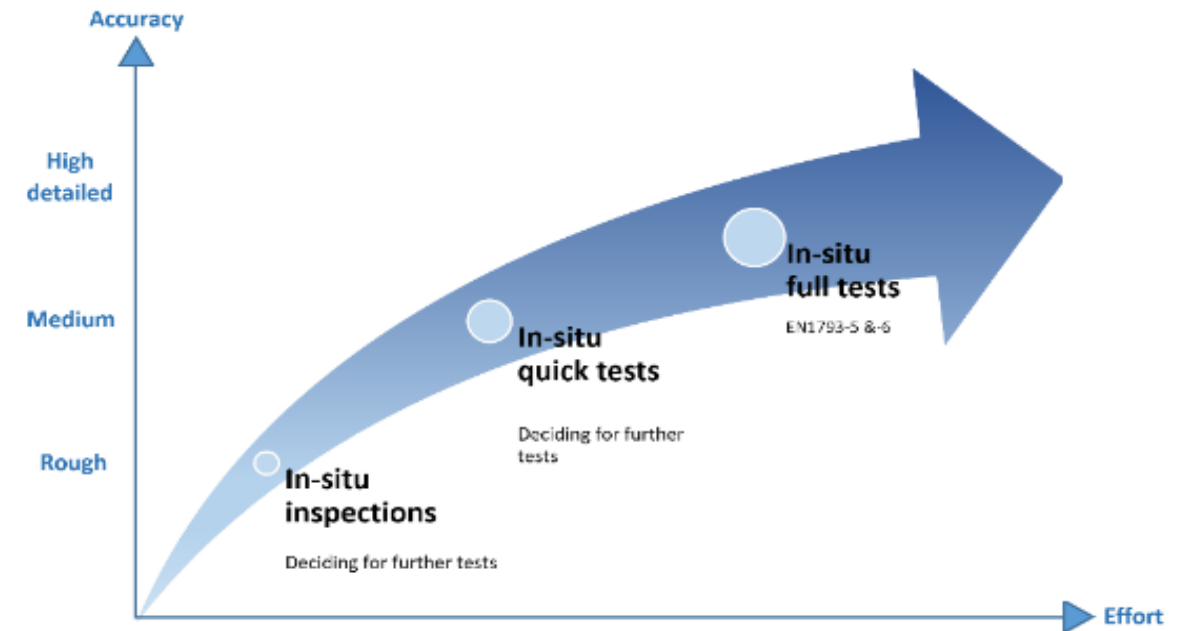 Accuracy
High
detailed
In-situ
full tests
EN1793-5 &-6
Medium
In-situ
quick tests
Deciding for further
tests
Rough
In-situ
inspections
Deciding for further tests
Effort